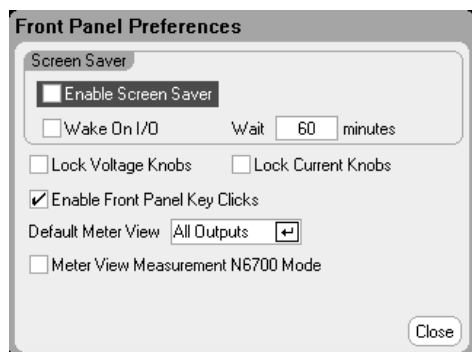 Front Panel Preferences
Screen Saver
Enable Screen Saver
Wake On I/O Wait 60 minutes
Lock Voltage Knobs Lock Current Knobs
Enable Front Panel Key Clicks
Default Meter View All Outputs
Meter View Measurement N6700 Mode
Close